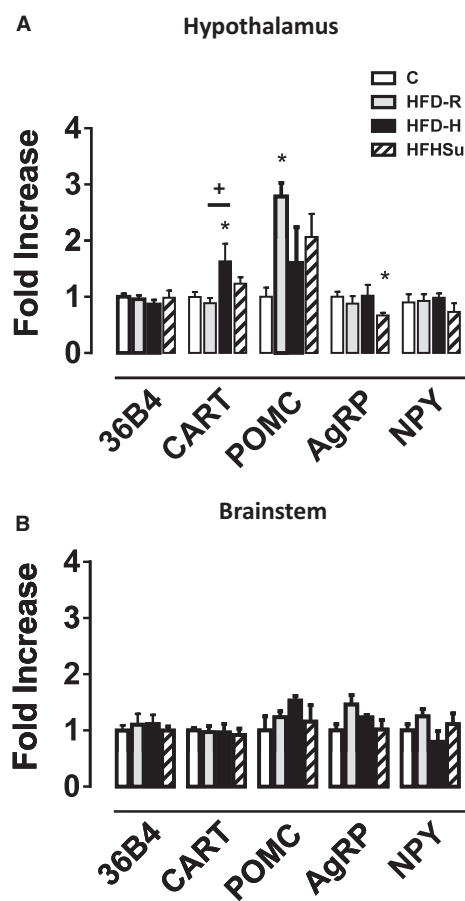 A
Hypothalamus
C
HFD-R
HFD-H
HFHSu
Fold Increase
4
3
2
1
0
+
*
*
*
36B4
CART
POMC
AgRP
NPY
B
Brainstem
Fold Increase
4
3
2
1
0
36B4
CART
POMC
AgRP
NPY